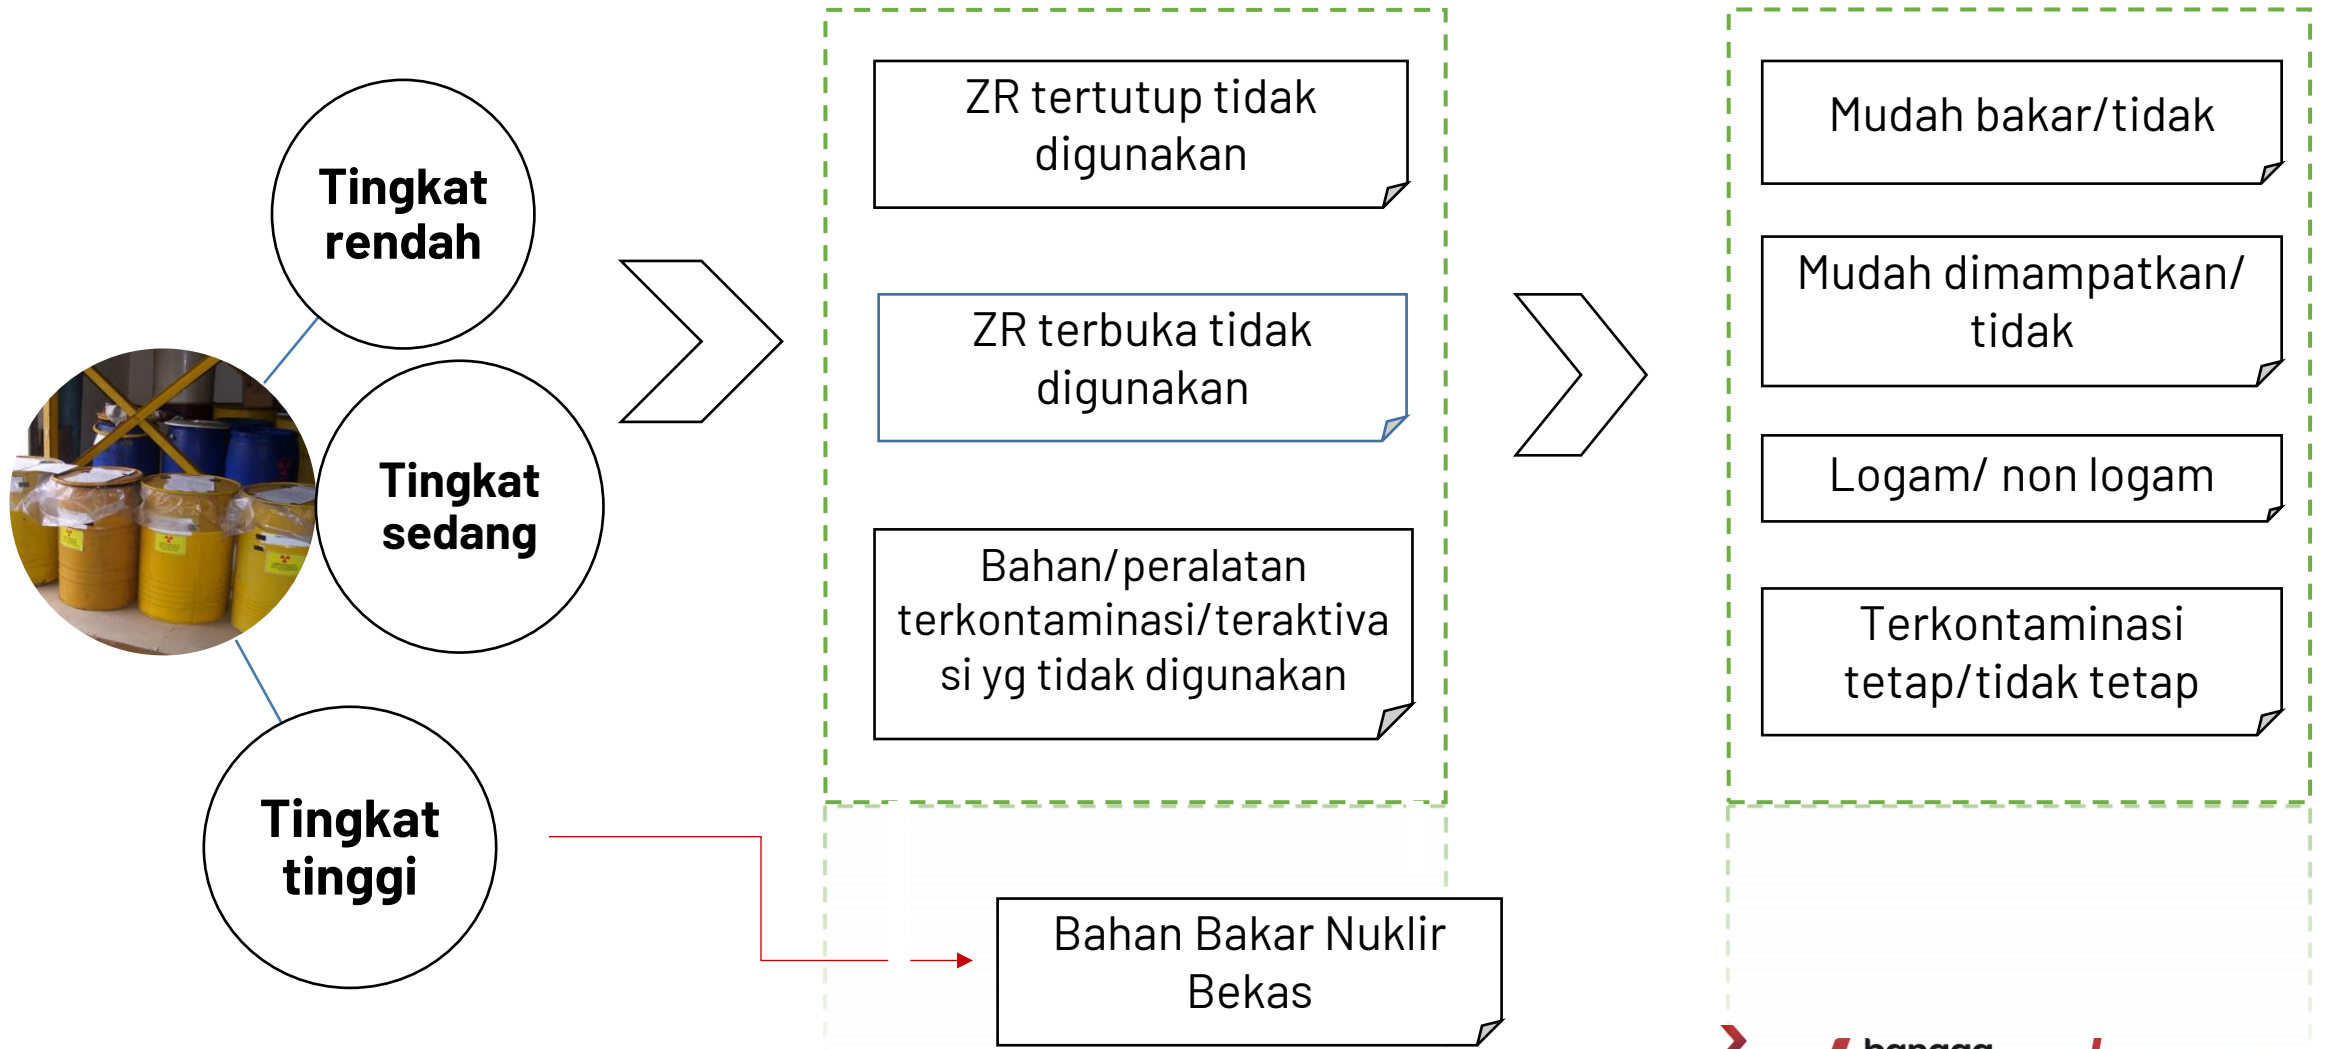 Tingkat
rendah
Tingkat
sedang
Tingkat
tinggi
ZR tertutup tidak
digunakan
ZR terbuka tidak
digunakan
Bahan/peralatan
terkontaminasi/teraktiva
si yg tidak digunakan
Bahan Bakar Nuklir
Bekas
Mudah bakar/tidak
Mudah dimampatkan/
tidak
Logam/ non logam
Terkontaminasi
tetap/tidak tetap